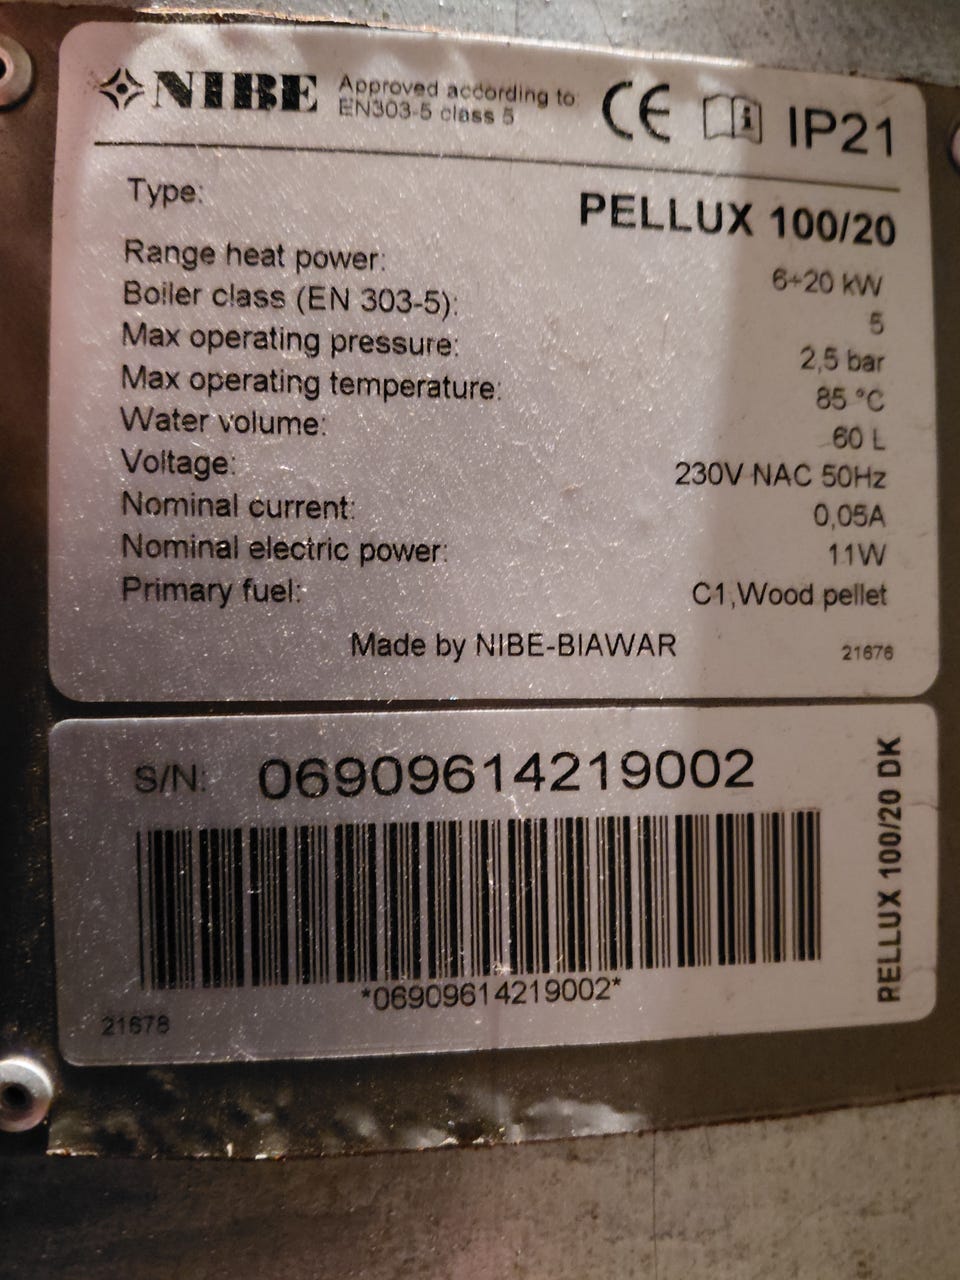 NIBE Approved according to: CE IP21
EN303-5 class 5
Type: PELLUX 100/20
Range heat power: 6÷20 kW
Boiler class (EN 303-5): 5
Max operating pressure: 2,5 bar
Max operating temperature: 85 °C
Water volume: 60 L
Voltage: 230V NAC 50Hz
Nominal current: 0,05A
Nominal electric power: 11W
Primary fuel: C1,Wood pellet
Made by NIBE-BIAWAR 21676
S/N: 06909614219002
*06909614219002*
21678
PELLUX 100/20 DK